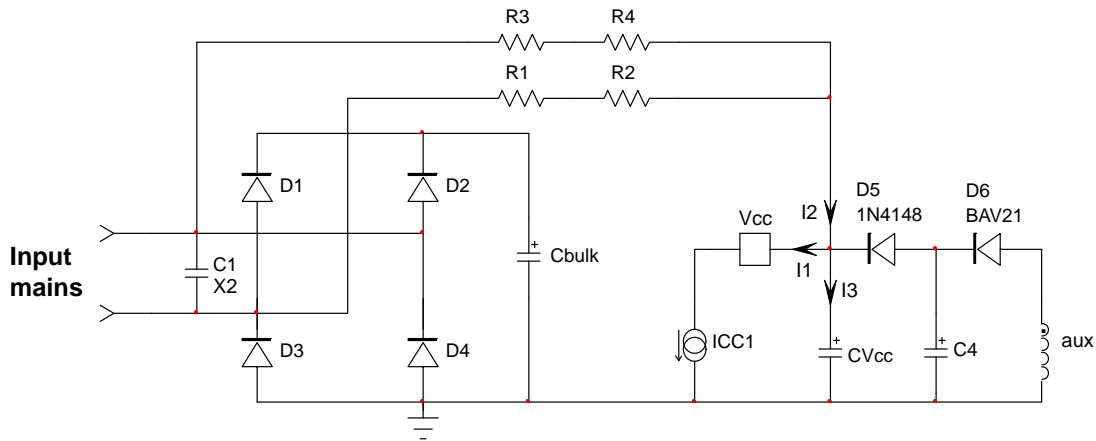 R3
R4
R1
R2
D1
D2
D5
1N4148
D6
BAV21
I2
Vcc
Input
mains
C1
X2
+
Cbulk
I1
I3
D3
D4
ICC1
+
CVcc
+
C4
aux